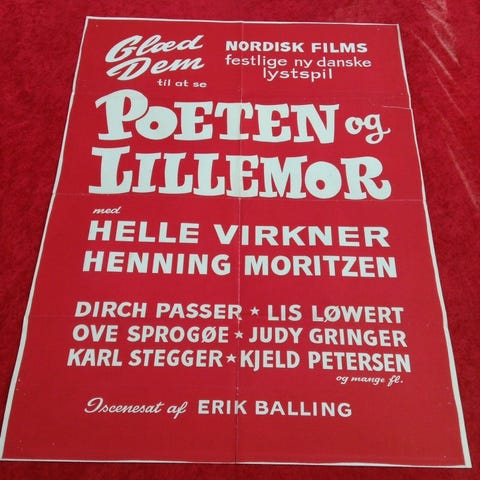 Glæd Dem
til at se
NORDISK FILMS
festlige ny danske
lystspil
POETEN og
LILLEMOR
med
HELLE VIRKNER
HENNING MORITZEN
DIRCH PASSER ★ LIS LØWERT
OVE SPROGØE ★ JUDY GRINGER
KARL STEGGER ★ KJELD PETERSEN
og mange fl.
Iscenesat af ERIK BALLING